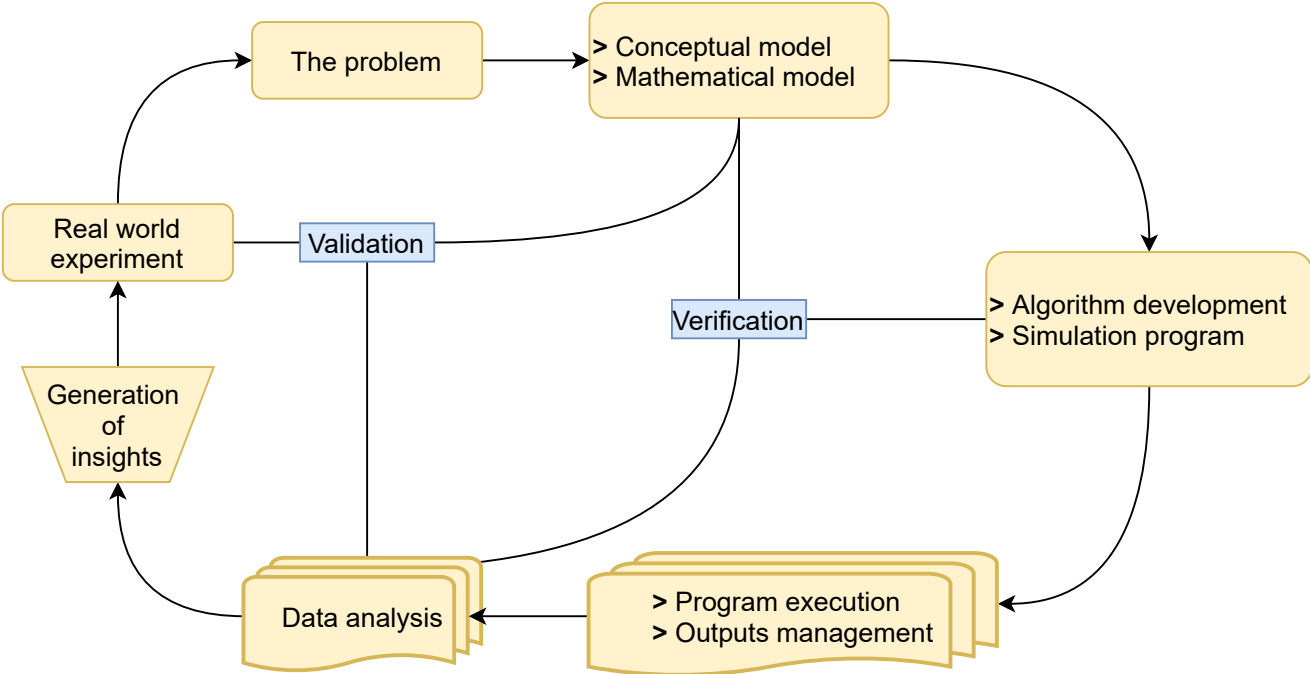 The problem
> Conceptual model
> Mathematical model
Real world
experiment
Validation
Verification
> Algorithm development
> Simulation program
Generation
of
insights
Data analysis
> Program execution
> Outputs management